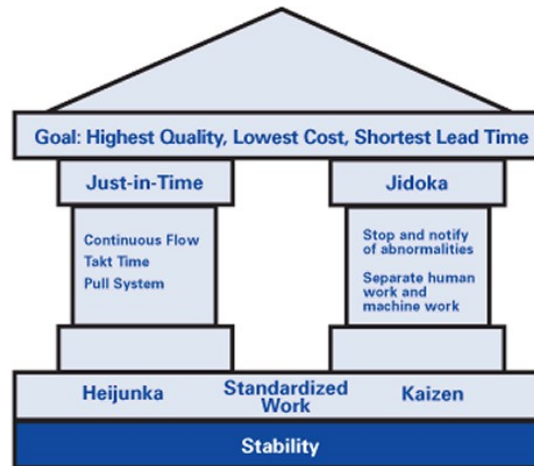 Goal: Highest Quality, Lowest Cost, Shortest Lead Time
Just-in-Time
Continuous Flow
Takt Time
Pull System
Jidoka
Stop and notify
of abnormalities
Separate human
work and
machine work
Heijunka
Standardized
Work
Kaizen
Stability